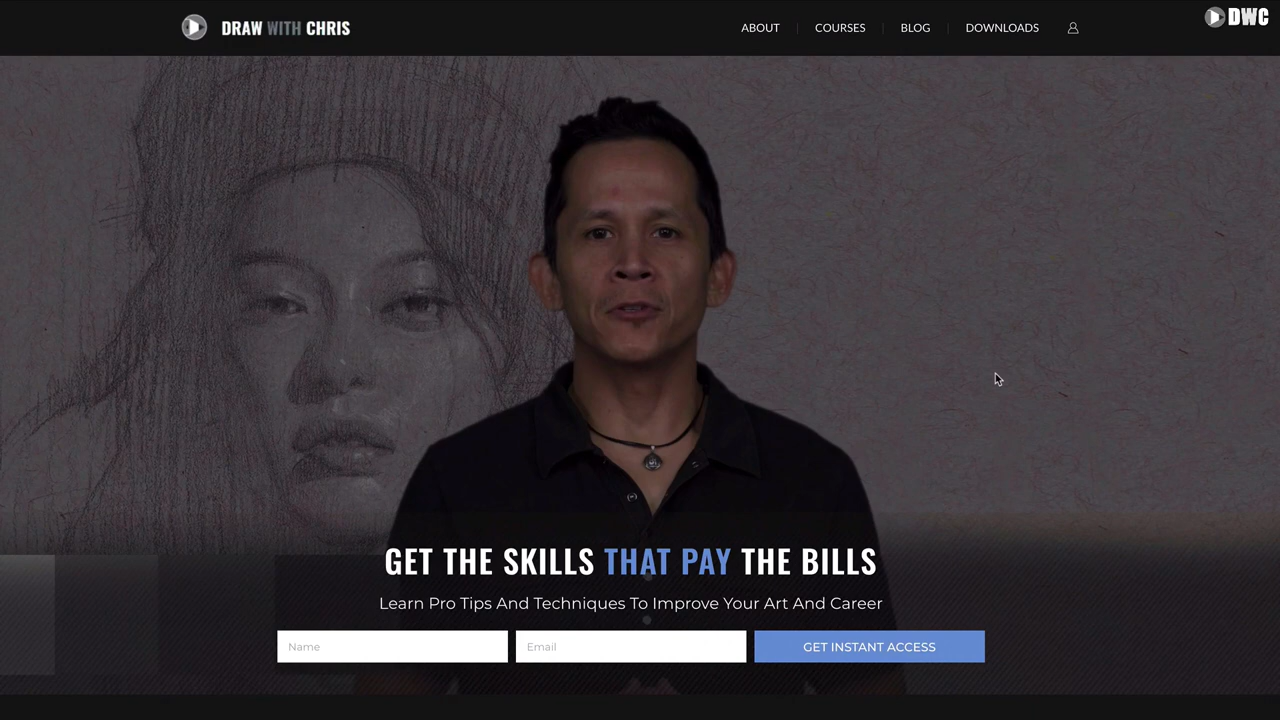 DRAW WITH CHRIS
ABOUT
COURSES
BLOG
DOWNLOADS
DWC
GET THE SKILLS THAT PAY THE BILLS
Learn Pro Tips And Techniques To Improve Your Art And Career
Name
Email
GET INSTANT ACCESS